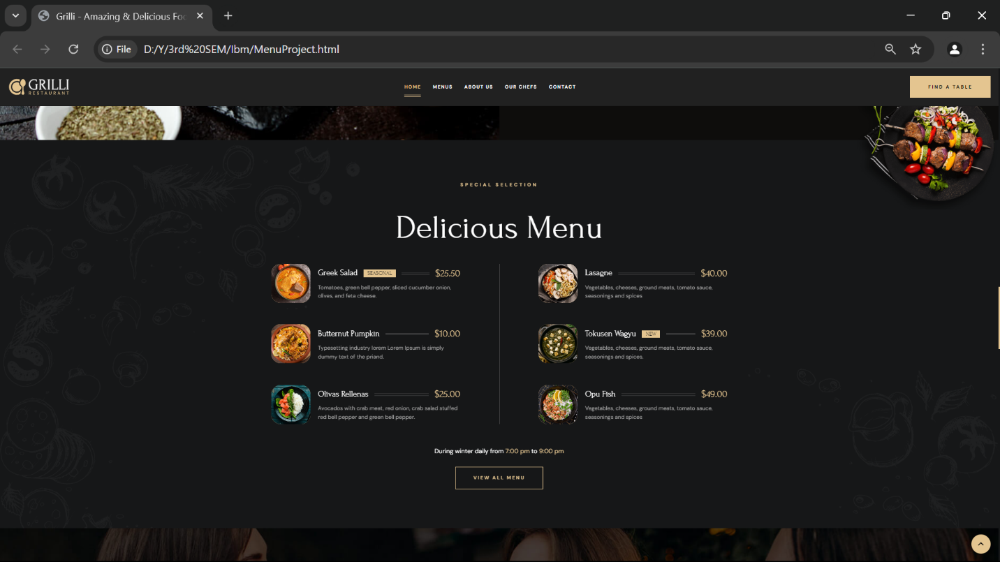 Grilli - Amazing & Delicious Foo
File D:/Y/3rd%20SEM/Ibm/MenuProject.html
GRILLI
RESTAURANT
HOME MENUS ABOUT US OUR CHEFS CONTACT
FIND A TABLE
SPECIAL SELECTION
Delicious Menu
Greek Salad SEASONAL $25.50
Tomatoes, green bell pepper, sliced cucumber onion,
olives, and feta cheese.
Butternut Pumpkin $10.00
Typesetting industry lorem Lorem Ipsum is simply
dummy text of the priand.
Olivas Rellenas $25.00
Avocados with crab meat, red onion, crab salad stuffed
red bell pepper and green bell pepper.
Lasagne $40.00
Vegetables, cheeses, ground meats, tomato sauce,
seasonings and spices
Tokusen Wagyu NEW $39.00
Vegetables, cheeses, ground meats, tomato sauce,
seasonings and spices.
Opu Fish $49.00
Vegetables, cheeses, ground meats, tomato sauce,
seasonings and spices
During winter daily from 7:00 pm to 9:00 pm
VIEW ALL MENU